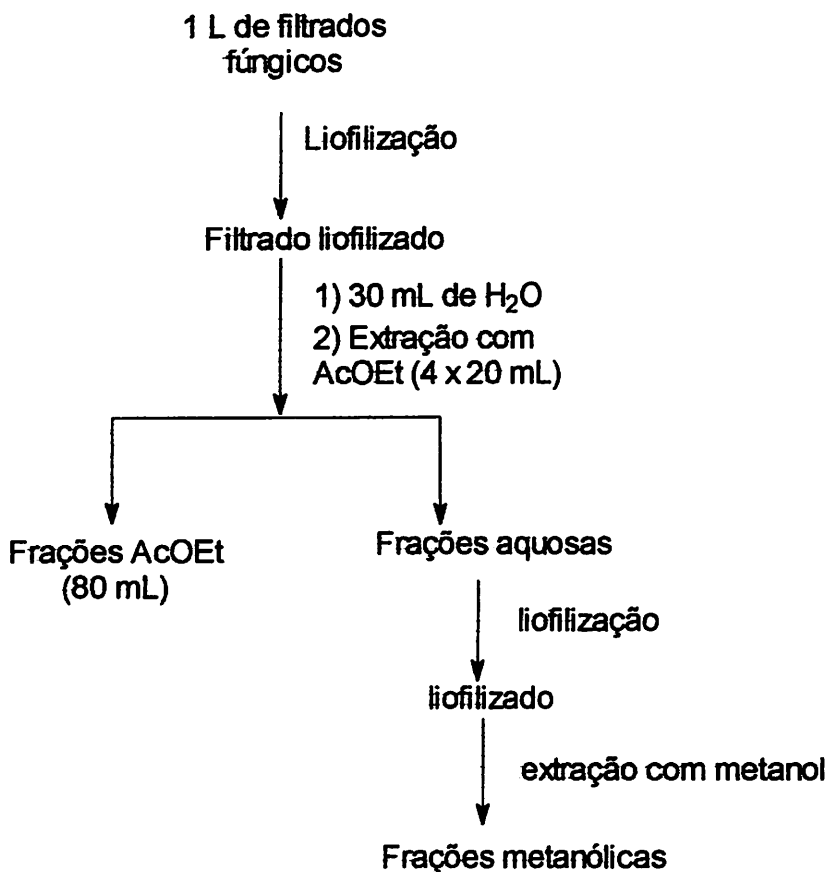 1 L de filtrados
fúngicos
Liofilização
Filtrado liofilizado
1) 30 mL de H₂O
2) Extração com
AcOEt (4 x 20 mL)
Frações AcOEt
(80 mL)
Frações aquosas
liofilização
liofilizado
extração com metanol
Frações metanólicas